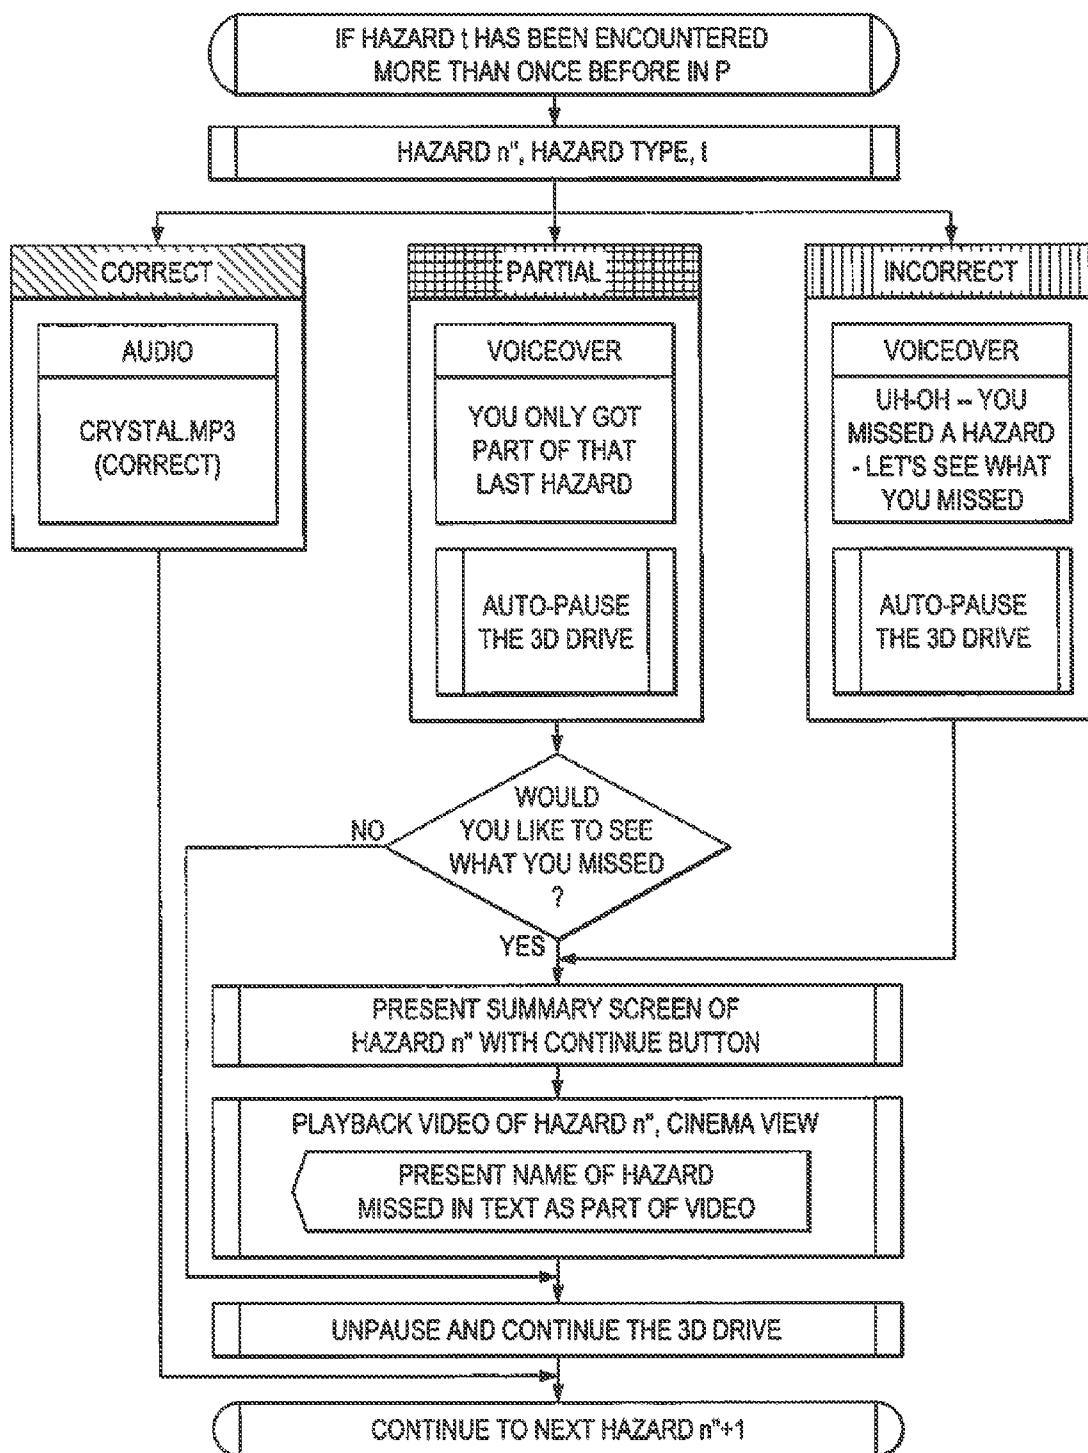 IF HAZARD t HAS BEEN ENCOUNTERED
MORE THAN ONCE BEFORE IN P
HAZARD n", HAZARD TYPE, t
CORRECT
AUDIO
CRYSTAL.MP3
(CORRECT)
PARTIAL
VOICEOVER
YOU ONLY GOT
PART OF THAT
LAST HAZARD
AUTO-PAUSE
THE 3D DRIVE
INCORRECT
VOICEOVER
UH-OH -- YOU
MISSED A HAZARD
- LET'S SEE WHAT
YOU MISSED
AUTO-PAUSE
THE 3D DRIVE
WOULD
YOU LIKE TO SEE
WHAT YOU MISSED
?
NO
YES
PRESENT SUMMARY SCREEN OF
HAZARD n" WITH CONTINUE BUTTON
PLAYBACK VIDEO OF HAZARD n", CINEMA VIEW
PRESENT NAME OF HAZARD
MISSED IN TEXT AS PART OF VIDEO
UNPAUSE AND CONTINUE THE 3D DRIVE
CONTINUE TO NEXT HAZARD n"+1